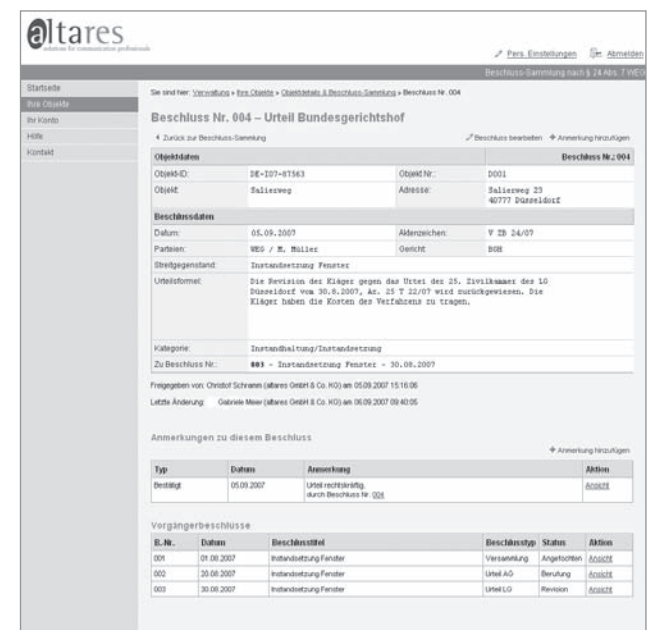 altares
solutions for communication professionals
Pers. Einstellungen Abmelden
Beschluss-Sammlung nach § 24 Abs. 7 WEG
Startseite
Ihre Objekte
Ihr Konto
Hilfe
Kontakt
Sie sind hier: Verwaltung » Ihre Objekte » Objektdetails & Beschluss-Sammlung » Beschluss Nr. 004
Beschluss Nr. 004 – Urteil Bundesgerichtshof
Zurück zur Beschluss-Sammlung Beschluss bearbeiten Anmerkung hinzufügen
Objektdaten Beschluss Nr.: 004
Objekt-ID: DE-I07-87563 Objekt Nr.: D001
Objekt: Salierweg Adresse: Salierweg 23
40777 Düsseldorf
Beschlussdaten
Datum: 05.09.2007 Aktenzeichen: V ZB 24/07
Parteien: WEG / M. Müller Gericht: BGH
Streitgegenstand: Instandsetzung Fenster
Urteilsformel: Die Revision der Kläger gegen das Urtei der 25. Zivilkammer des LG
Düsseldorf vom 30.8.2007, Az. 25 T 22/07 wird zurückgewiesen. Die
Kläger haben die Kosten des Verfahrens zu tragen.
Kategorie: Instandhaltung/Instandsetzung
Zu Beschluss Nr.: 003 - Instandsetzung Fenster - 30.08.2007
Freigegeben von: Christof Schramm (altares GmbH & Co. KG) am 05.09.2007 15:16:06
Letzte Änderung: Gabriele Meier (altares GmbH & Co. KG) am 06.09.2007 09:40:05
Anmerkungen zu diesem Beschluss
Anmerkung hinzufügen
Typ Datum Anmerkung Aktion
Bestätigt 05.09.2007 Urteil rechtskräftig. Ansicht
durch Beschluss Nr. 004
Vorgängerbeschlüsse
B.-Nr. Datum Beschlusstitel Beschlusstyp Status Aktion
001 01.08.2007 Instandsetzung Fenster Versammlung Angefochten Ansicht
002 20.08.2007 Instandsetzung Fenster Urteil AG Berufung Ansicht
003 30.08.2007 Instandsetzung Fenster Urteil LG Revision Ansicht